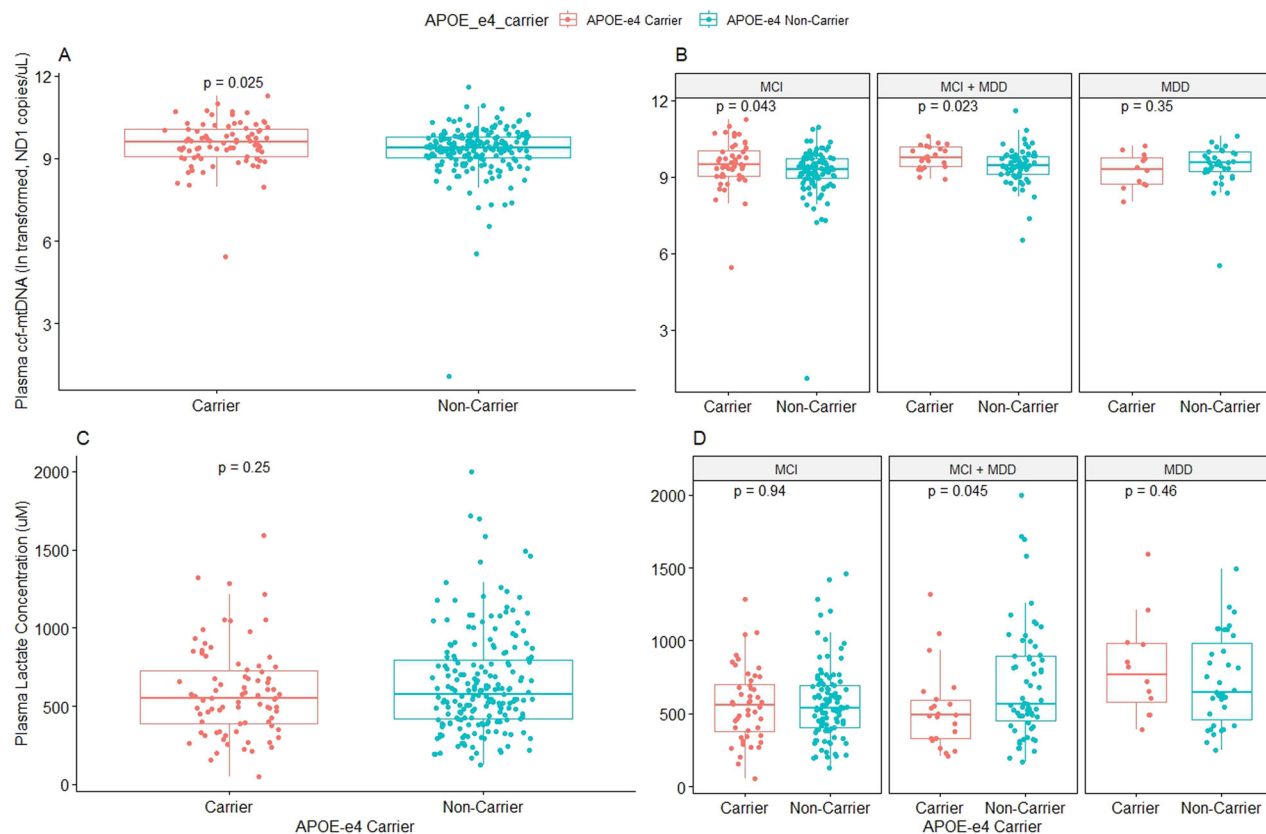 APOE_e4_carrier APOE-e4 Carrier APOE-e4 Non-Carrier
A
Plasma ccf-mtDNA (ln transformed, ND1 copies/uL)
12
9
6
3
p = 0.025
Carrier
Non-Carrier
B
MCI
MCI + MDD
MDD
p = 0.043
p = 0.023
p = 0.35
12
9
6
3
Carrier
Non-Carrier
Carrier
Non-Carrier
Carrier
Non-Carrier
C
Plasma Lactate Concentration (uM)
2000
1500
1000
500
0
p = 0.25
Carrier
Non-Carrier
APOE-e4 Carrier
D
MCI
MCI + MDD
MDD
p = 0.94
p = 0.045
p = 0.46
2000
1500
1000
500
0
Carrier
Non-Carrier
Carrier
Non-Carrier
Carrier
Non-Carrier
APOE-e4 Carrier